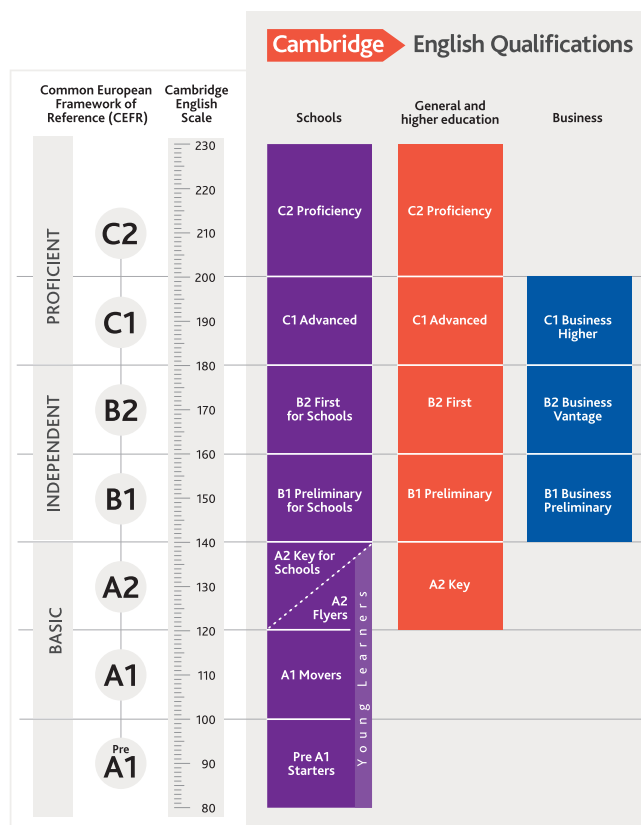 Cambridge English Qualifications
Common European
Framework of
Reference (CEFR)
Cambridge
English
Scale
Schools
General and
higher education
Business
PROFICIENT
INDEPENDENT
BASIC
C2
C1
B2
B1
A2
A1
Pre
A1
230
220
210
200
190
180
170
160
150
140
130
120
110
100
90
80
C2 Proficiency
C1 Advanced
B2 First
for Schools
B1 Preliminary
for Schools
A2 Key for
Schools
A2
Flyers
A1 Movers
Pre A1
Starters
Young Learners
C2 Proficiency
C1 Advanced
B2 First
B1 Preliminary
A2 Key
C1 Business
Higher
B2 Business
Vantage
B1 Business
Preliminary